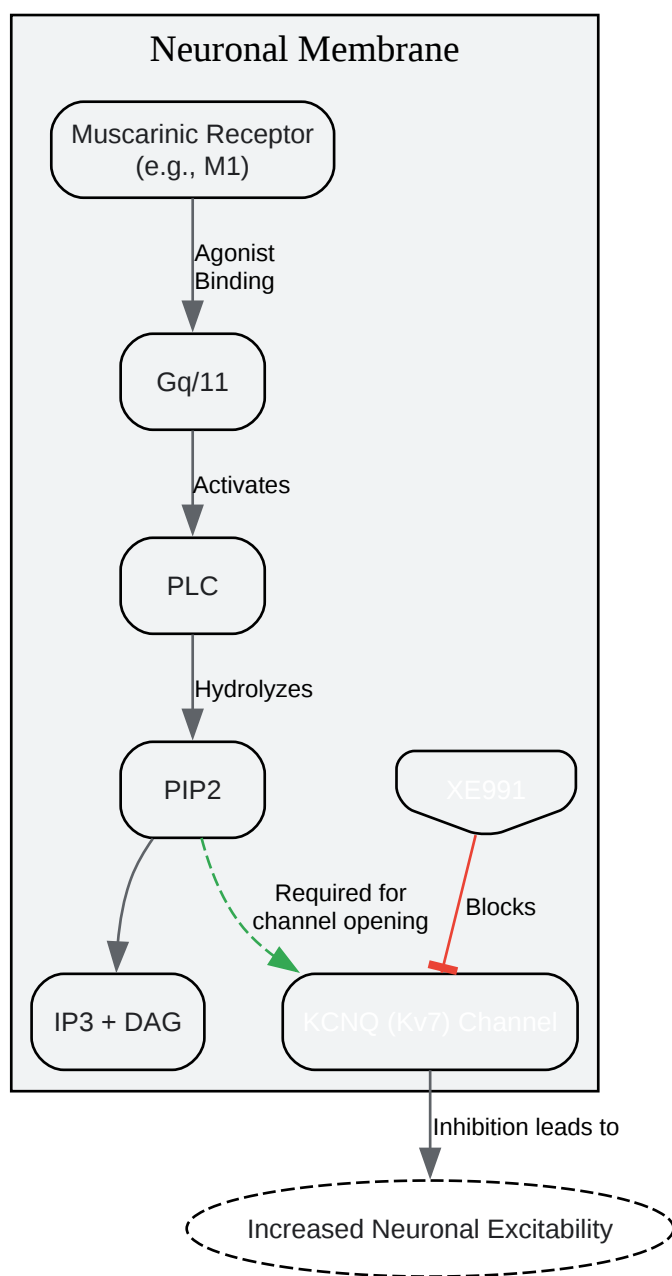 Neuronal Membrane
Muscarinic Receptor
(e.g., M1)
Agonist
Binding
Gq/11
Activates
PLC
Hydrolyzes
PIP2
XE991
Required for
channel opening
Blocks
IP3 + DAG
KCNQ (Kv7) Channel
Inhibition leads to
Increased Neuronal Excitability